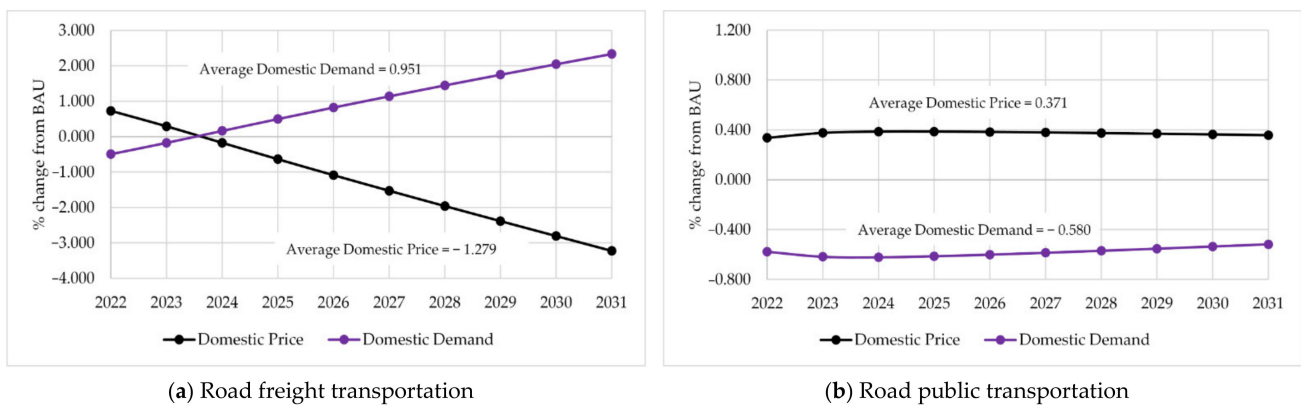 3.000
2.000
1.000
0.000
−1.000
−2.000
−3.000
−4.000
% change from BAU
Average Domestic Demand = 0.951
Average Domestic Price = − 1.279
2022 2023 2024 2025 2026 2027 2028 2029 2030 2031
Domestic Price Domestic Demand
(a) Road freight transportation
1.200
0.800
0.400
0.000
−0.400
−0.800
% change from BAU
Average Domestic Price = 0.371
Average Domestic Demand = − 0.580
2022 2023 2024 2025 2026 2027 2028 2029 2030 2031
Domestic Price Domestic Demand
(b) Road public transportation